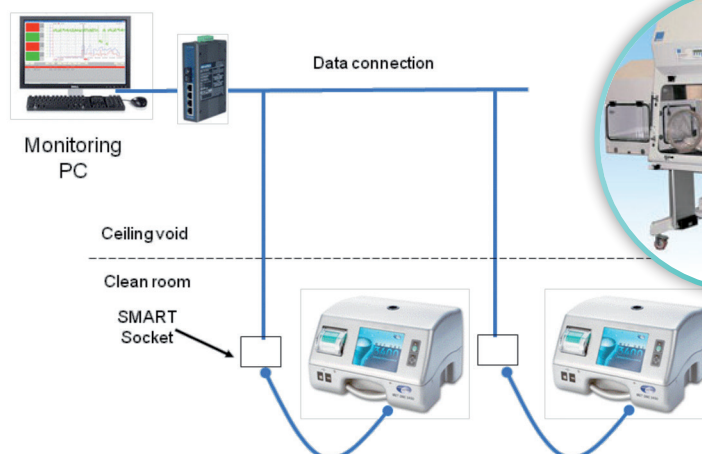 Data connection
Monitoring
PC
Ceiling void
Clean room
SMART
Socket